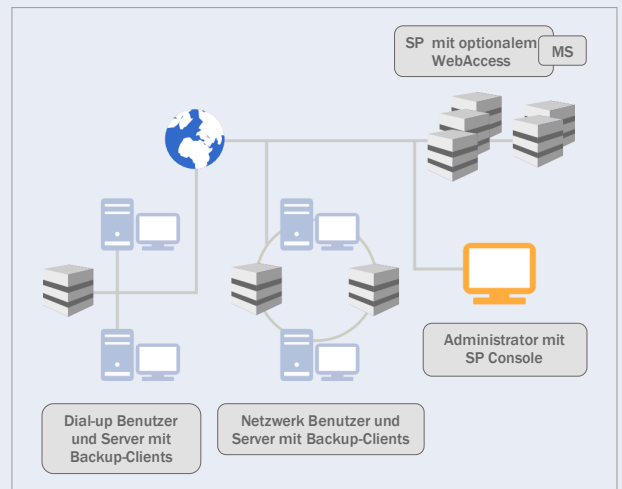 SP mit optionalem
WebAccess
MS
Administrator mit
SP Console
Dial-up Benutzer
und Server mit
Backup-Clients
Netzwerk Benutzer und
Server mit Backup-Clients